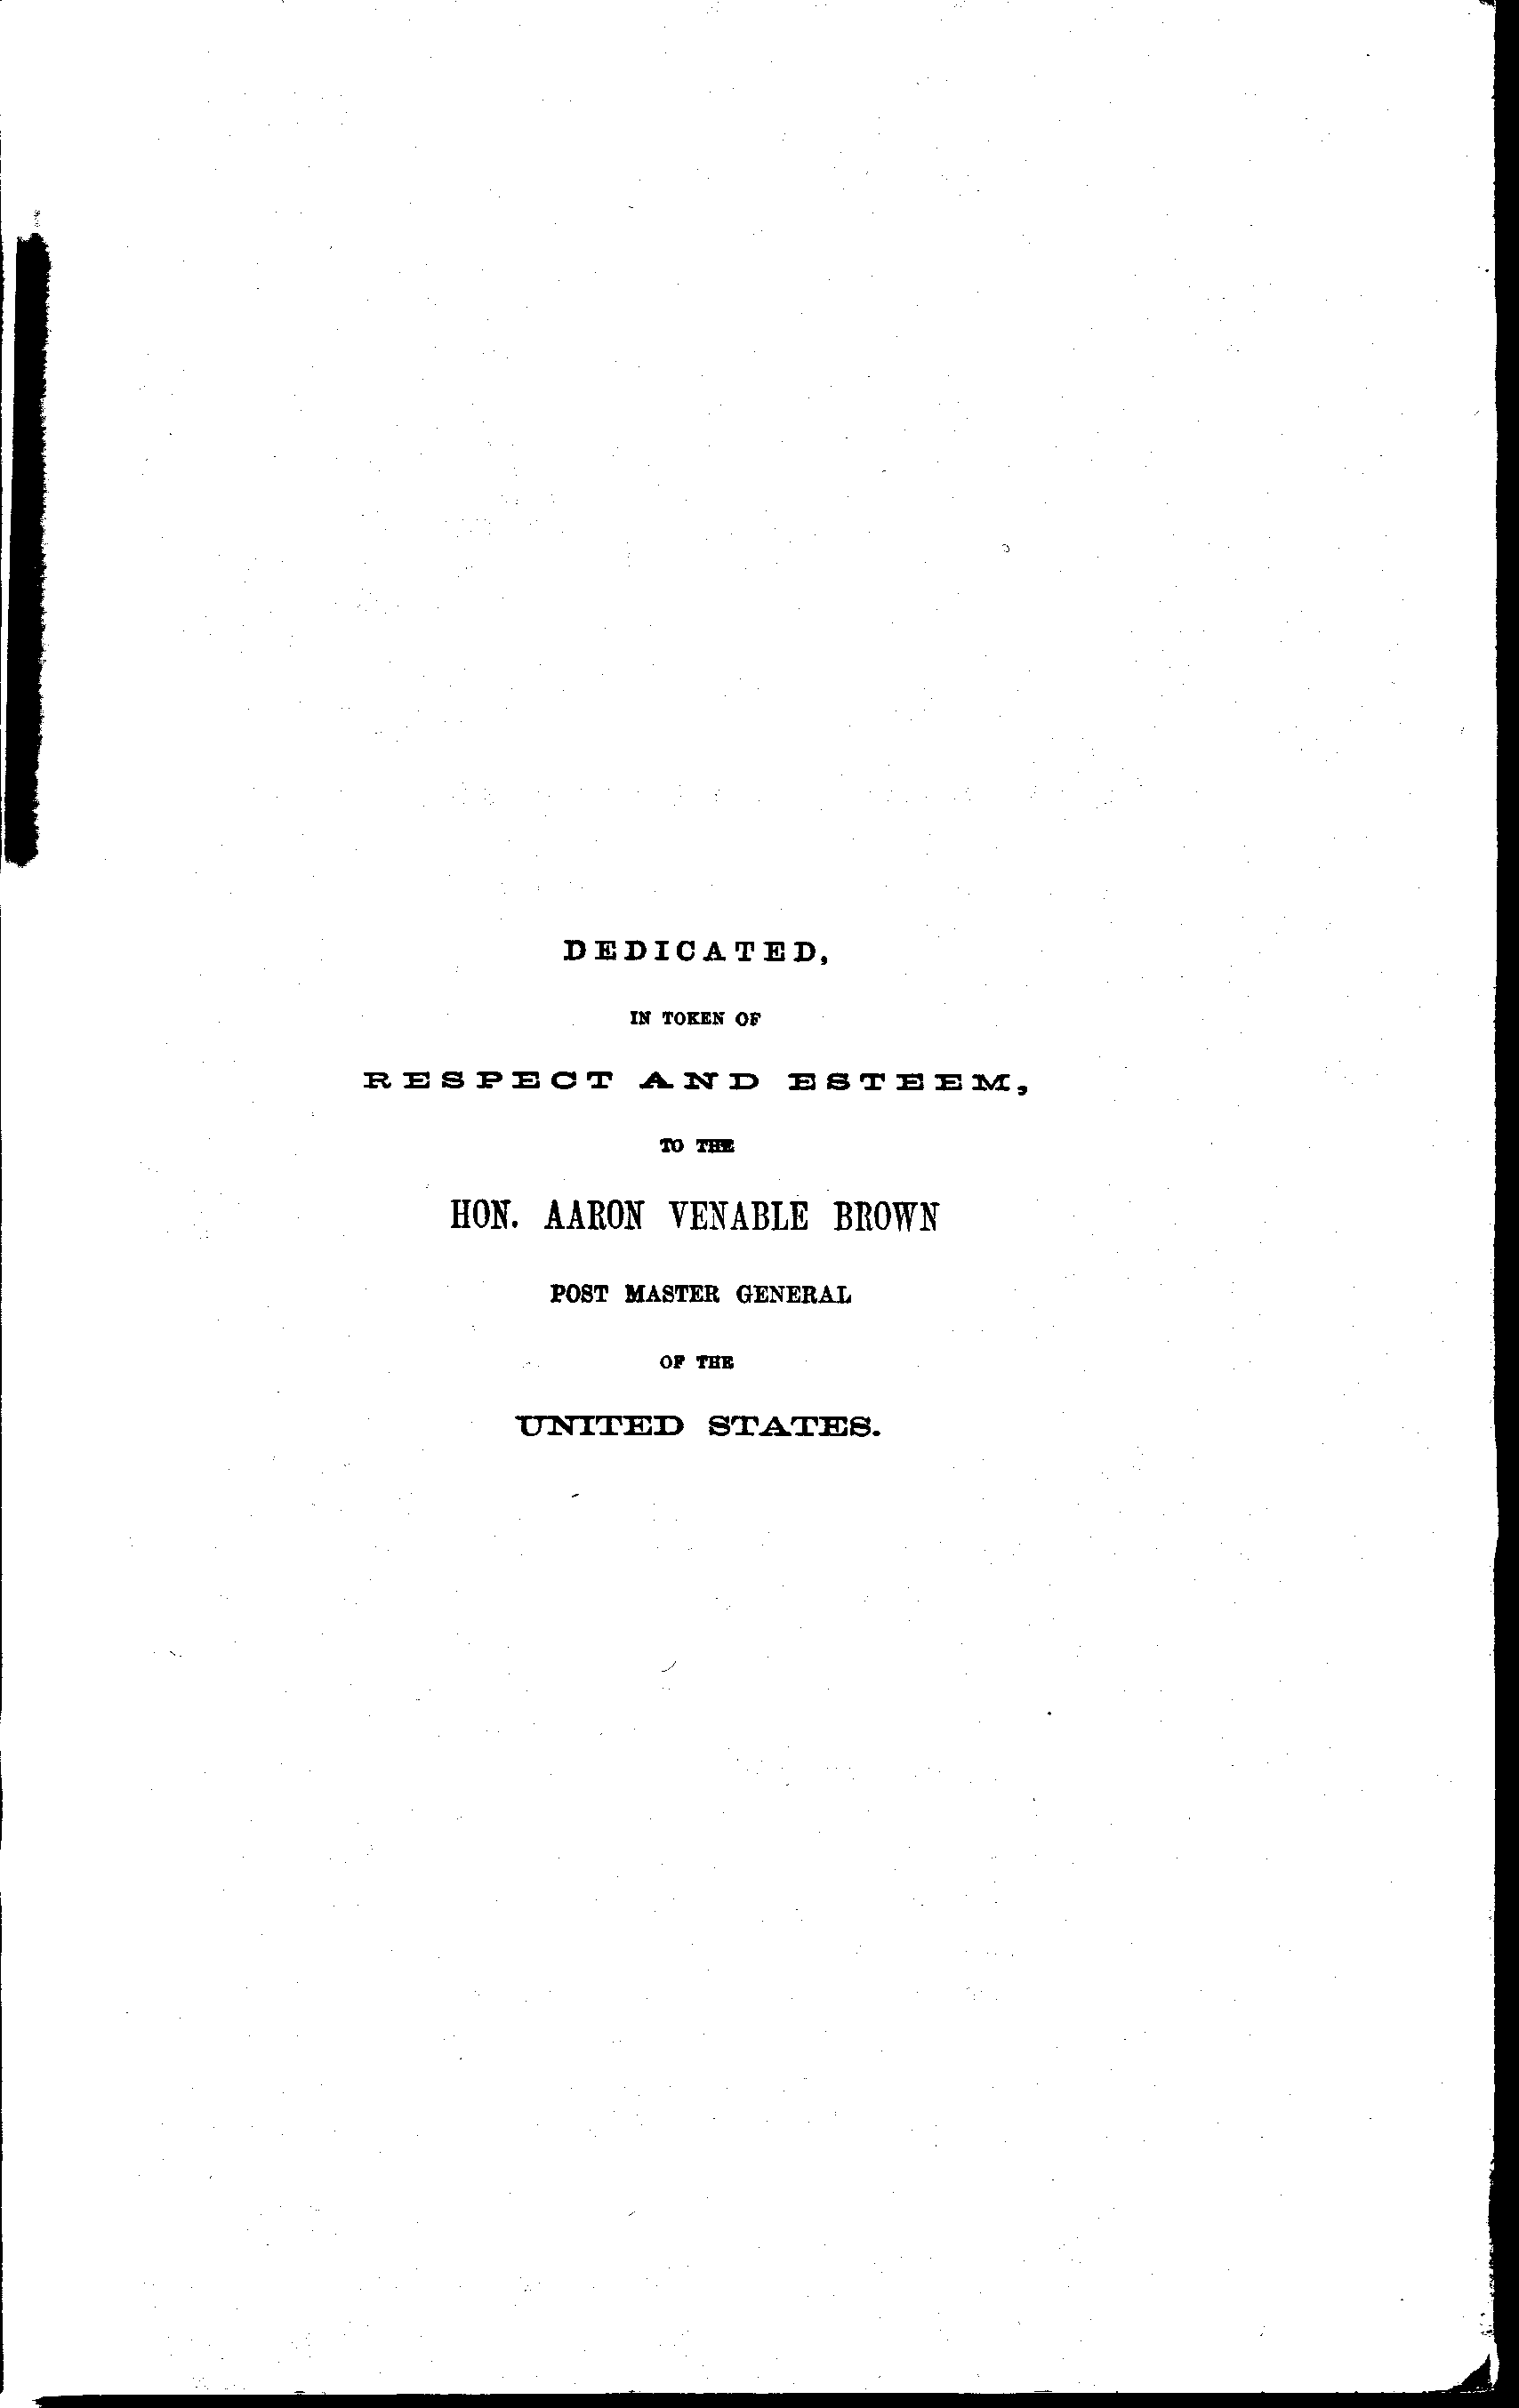 DEDICATED,
IN TOKEN OF
RESPECT AND ESTEEM,
TO THE
HON. AARON VENABLE BROWN
POST MASTER GENERAL
OF THE
UNITED STATES.